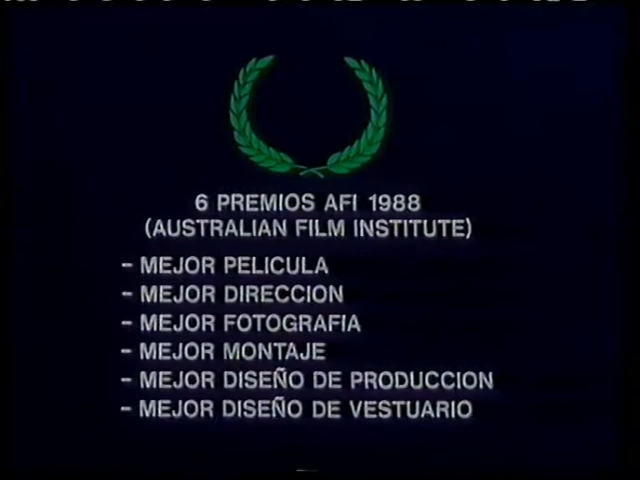 6 PREMIOS AFI 1988
(AUSTRALIAN FILM INSTITUTE)
- MEJOR PELICULA
- MEJOR DIRECCION
- MEJOR FOTOGRAFIA
- MEJOR MONTAJE
- MEJOR DISEÑO DE PRODUCCION
- MEJOR DISEÑO DE VESTUARIO